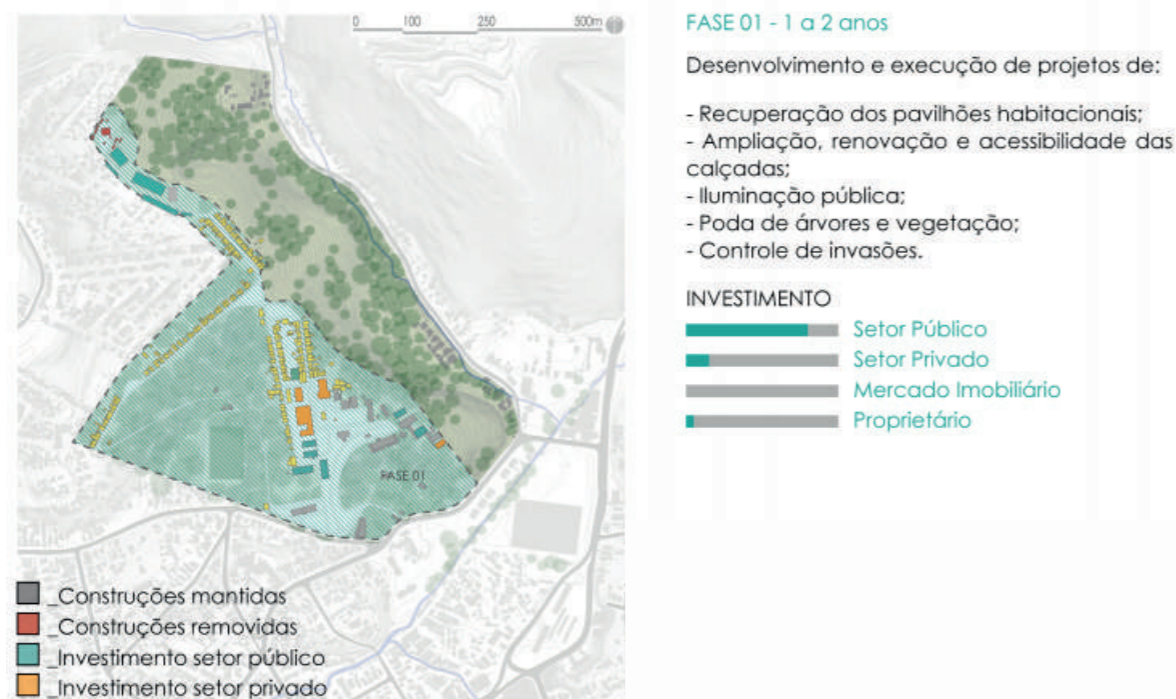 0 100 250 500m
FASE 01
_Construções mantidas
_Construções removidas
_Investimento setor público
_Investimento setor privado
FASE 01 - 1 a 2 anos
Desenvolvimento e execução de projetos de:
- Recuperação dos pavilhões habitacionais;
- Ampliação, renovação e acessibilidade das
calçadas;
- Iluminação pública;
- Poda de árvores e vegetação;
- Controle de invasões.
INVESTIMENTO
Setor Público
Setor Privado
Mercado Imobiliário
Proprietário